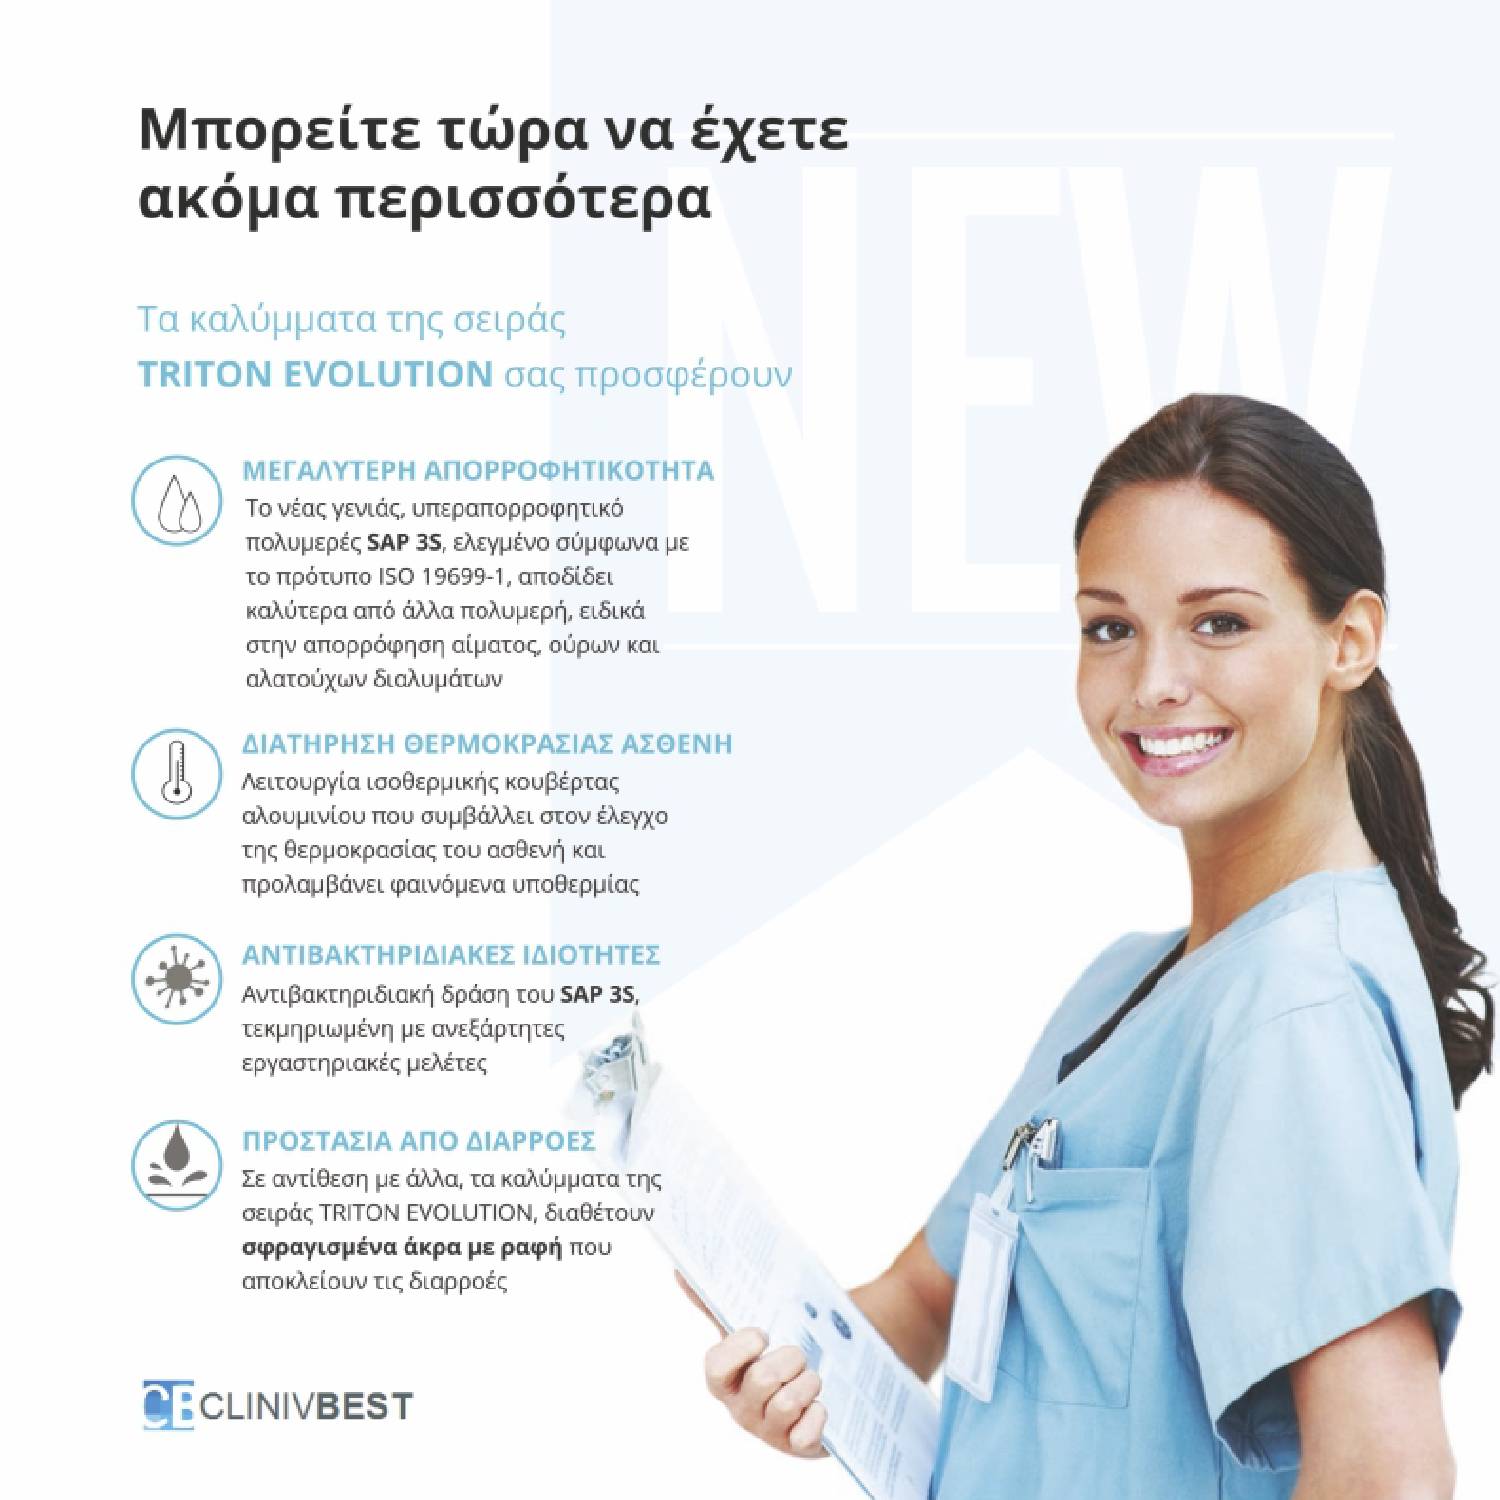 NEW
Μπορείτε τώρα να έχετε
ακόμα περισσότερα
Τα καλύμματα της σειράς
TRITON EVOLUTION σας προσφέρουν
ΜΕΓΑΛΥΤΕΡΗ ΑΠΟΡΡΟΦΗΤΙΚΟΤΗΤΑ
Το νέας γενιάς, υπεραπορροφητικό
πολυμερές SAP 3S, ελεγμένο σύμφωνα με
το πρότυπο ISO 19699-1, αποδίδει
καλύτερα από άλλα πολυμερή, ειδικά
στην απορρόφηση αίματος, ούρων και
αλατούχων διαλυμάτων
ΔΙΑΤΗΡΗΣΗ ΘΕΡΜΟΚΡΑΣΙΑΣ ΑΣΘΕΝΗ
Λειτουργία ισοθερμικής κουβέρτας
αλουμινίου που συμβάλλει στον έλεγχο
της θερμοκρασίας του ασθενή και
προλαμβάνει φαινόμενα υποθερμίας
ΑΝΤΙΒΑΚΤΗΡΙΔΙΑΚΕΣ ΙΔΙΟΤΗΤΕΣ
Αντιβακτηριδιακή δράση του SAP 3S,
τεκμηριωμένη με ανεξάρτητες
εργαστηριακές μελέτες
ΠΡΟΣΤΑΣΙΑ ΑΠΟ ΔΙΑΡΡΟΕΣ
Σε αντίθεση με άλλα, τα καλύμματα της
σειράς TRITON EVOLUTION, διαθέτουν
σφραγισμένα άκρα με ραφή που
αποκλείουν τις διαρροές
CB CLINIVBEST